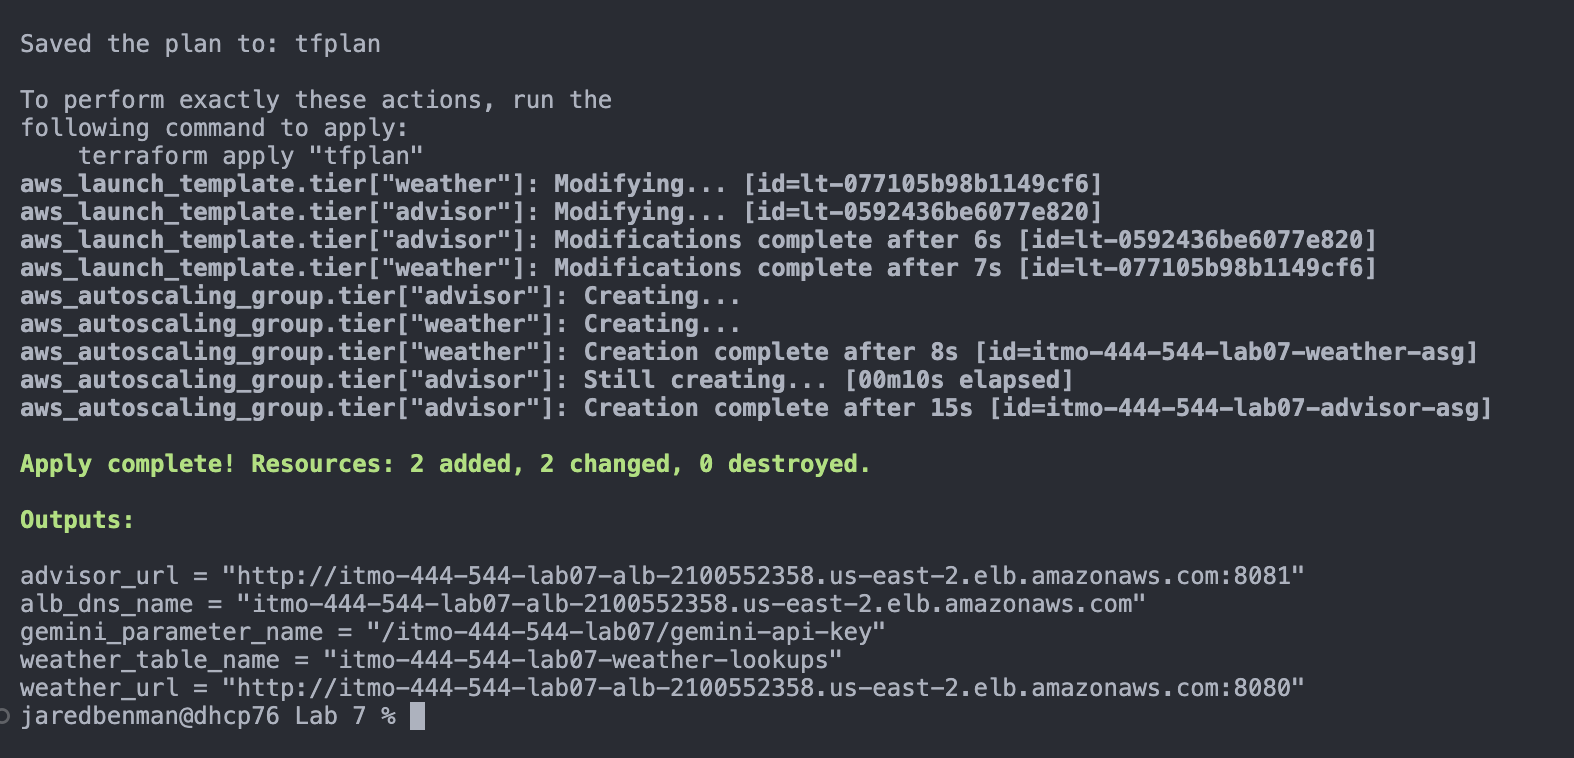 Saved the plan to: tfplan
To perform exactly these actions, run the
following command to apply:
    terraform apply "tfplan"
aws_launch_template.tier["weather"]: Modifying... [id=lt-077105b98b1149cf6]
aws_launch_template.tier["advisor"]: Modifying... [id=lt-0592436be6077e820]
aws_launch_template.tier["advisor"]: Modifications complete after 6s [id=lt-0592436be6077e820]
aws_launch_template.tier["weather"]: Modifications complete after 7s [id=lt-077105b98b1149cf6]
aws_autoscaling_group.tier["advisor"]: Creating...
aws_autoscaling_group.tier["weather"]: Creating...
aws_autoscaling_group.tier["weather"]: Creation complete after 8s [id=itmo-444-544-lab07-weather-asg]
aws_autoscaling_group.tier["advisor"]: Still creating... [00m10s elapsed]
aws_autoscaling_group.tier["advisor"]: Creation complete after 15s [id=itmo-444-544-lab07-advisor-asg]
Apply complete! Resources: 2 added, 2 changed, 0 destroyed.
Outputs:
advisor_url = "http://itmo-444-544-lab07-alb-2100552358.us-east-2.elb.amazonaws.com:8081"
alb_dns_name = "itmo-444-544-lab07-alb-2100552358.us-east-2.elb.amazonaws.com"
gemini_parameter_name = "/itmo-444-544-lab07/gemini-api-key"
weather_table_name = "itmo-444-544-lab07-weather-lookups"
weather_url = "http://itmo-444-544-lab07-alb-2100552358.us-east-2.elb.amazonaws.com:8080"
jaredbenman@dhcp76 Lab 7 %